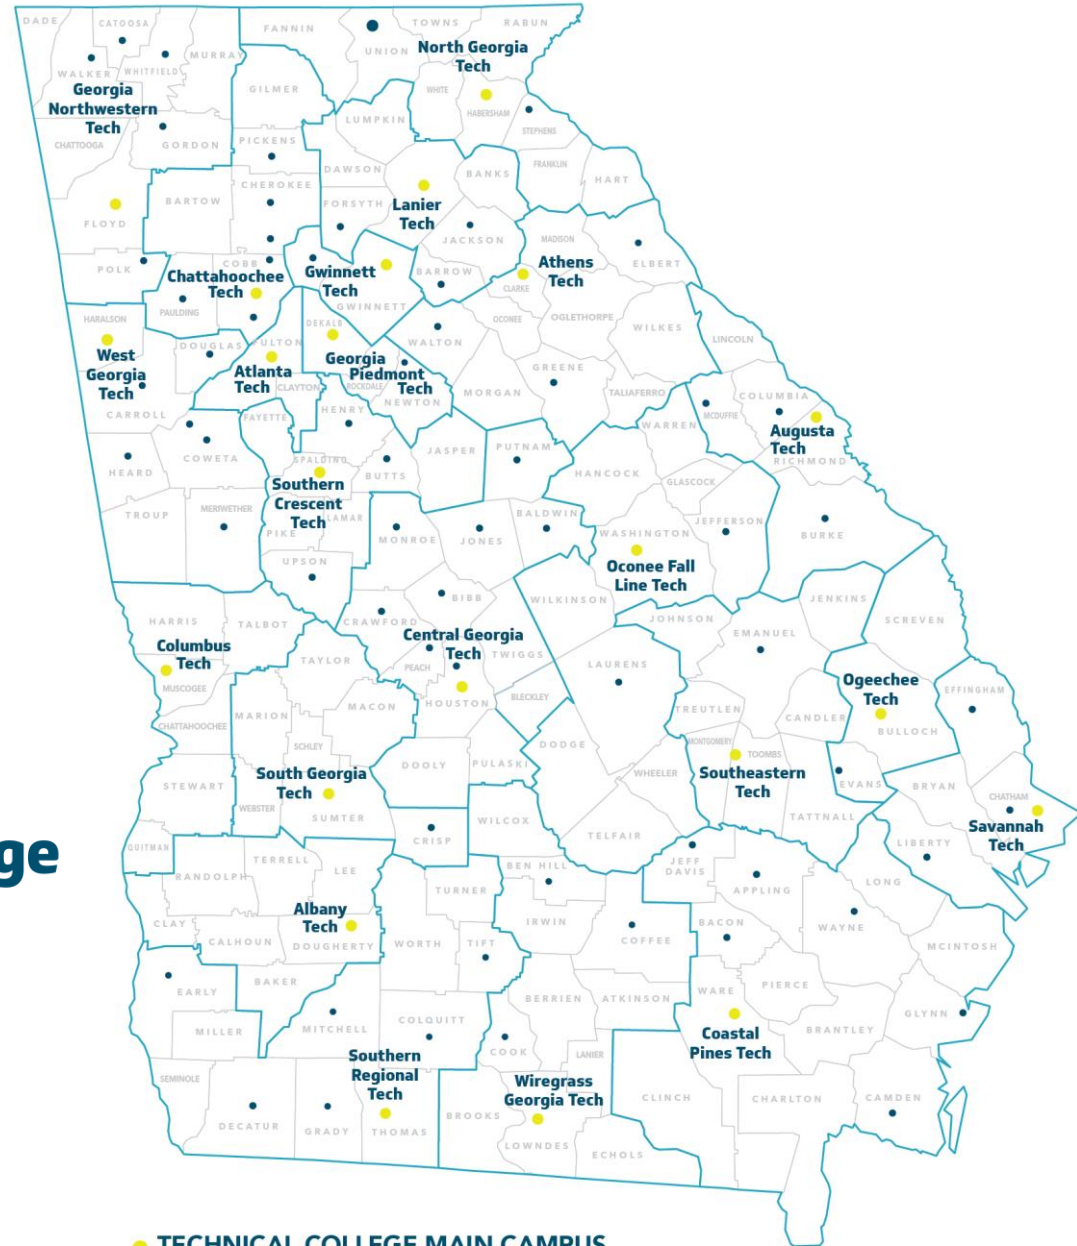 DADE
CATOOSA
FANNIN
TOWNS
RABUN
UNION
North Georgia
Tech
MURRAY
WALKER
WHITFIELD
Georgia
Northwestern
Tech
GILMER
WHITE
HABERSHAM
LUMPKIN
STEPHENS
CHATTOOGA
GORDON
PICKENS
DAWSON
BANKS
FRANKLIN
HART
CHEROKEE
BARTOW
FORSYTH
Lanier
Tech
FLOYD
JACKSON
MADISON
ELBERT
Athens
Tech
POLK
COBB
Chattahoochee
Tech
Gwinnett
Tech
BARROW
CLARKE
GWINNETT
PAULDING
HARALSON
DEKALB
OCONEE
OGLETHORPE
WILKES
LINCOLN
West
Georgia
Tech
DOUGLAS
FULTON
WALTON
Atlanta
Tech
Georgia
Piedmont
Tech
GREENE
CLAYTON
ROCKDALE
NEWTON
MORGAN
TALIAFERRO
COLUMBIA
CARROLL
FAYETTE
HENRY
MCDUFFIE
WARREN
Augusta
Tech
RICHMOND
HEARD
COWETA
SPALDING
BUTTS
JASPER
PUTNAM
HANCOCK
GLASCOCK
Southern
Crescent
Tech
TROUP
MERIWETHER
LAMAR
PIKE
MONROE
JONES
BALDWIN
WASHINGTON
JEFFERSON
BURKE
UPSON
Oconee Fall
Line Tech
BIBB
WILKINSON
JENKINS
SCREVEN
HARRIS
TALBOT
CRAWFORD
JOHNSON
EMANUEL
Columbus
Tech
Central Georgia
Tech
TAYLOR
PEACH
TWIGGS
LAURENS
MUSCOGEE
HOUSTON
BLECKLEY
Ogeechee
Tech
EFFINGHAM
CHATTAHOOCHEE
MARION
MACON
TREUTLEN
CANDLER
BULLOCH
SCHLEY
DODGE
MONTGOMERY
TOOMBS
South Georgia
Tech
DOOLY
PULASKI
WHEELER
Southeastern
Tech
EVANS
BRYAN
STEWART
WEBSTER
SUMTER
CHATHAM
TATTNALL
Savannah
Tech
CRISP
WILCOX
TELFAIR
LIBERTY
QUITMAN
ge
TERRELL
LEE
BEN HILL
JEFF
DAVIS
RANDOLPH
TURNER
APPLING
LONG
Albany
Tech
CLAY
CALHOUN
DOUGHERTY
WORTH
TIFT
IRWIN
COFFEE
BACON
WAYNE
MCINTOSH
EARLY
BAKER
BERRIEN
ATKINSON
WARE
PIERCE
MILLER
MITCHELL
COLQUITT
COOK
LANIER
Coastal
Pines Tech
BRANTLEY
GLYNN
SEMINOLE
Southern
Regional
Tech
Wiregrass
Georgia Tech
CLINCH
CHARLTON
CAMDEN
DECATUR
GRADY
THOMAS
BROOKS
LOWNDES
ECHOLS
TECHNICAL COLLEGE MAIN CAMPUS